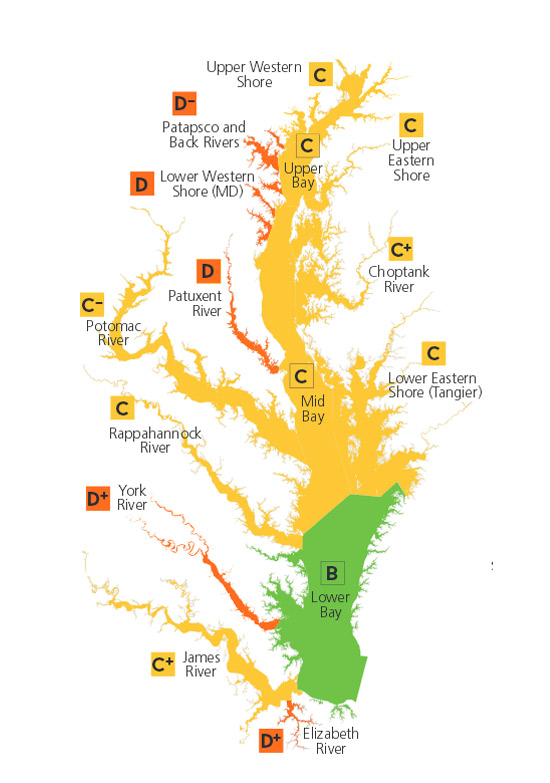 Upper Western
Shore
C
D–
Patapsco and
Back Rivers
C
Upper
Eastern
Shore
C
Upper
Bay
D
Lower Western
Shore (MD)
C+
Choptank
River
D
Patuxent
River
C–
Potomac
River
C
Lower Eastern
Shore (Tangier)
C
Mid
Bay
C
Rappahannock
River
D+
York
River
B
Lower
Bay
C+
James
River
D+
Elizabeth
River